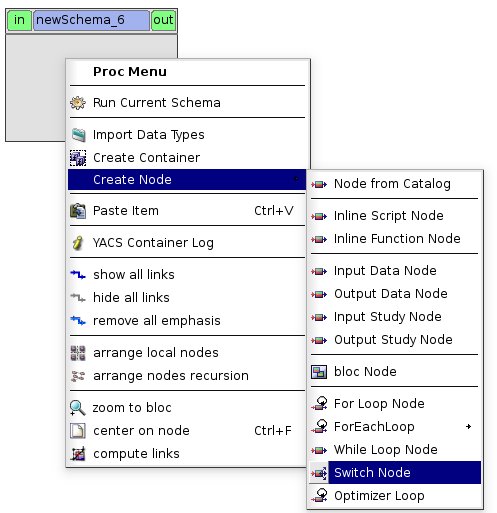 in newSchema_6 out
Proc Menu
Run Current Schema
Import Data Types
Create Container
Create Node
Paste Item Ctrl+V
YACS Container Log
show all links
hide all links
remove all emphasis
arrange local nodes
arrange nodes recursion
zoom to bloc
center on node Ctrl+F
compute links
Node from Catalog
Inline Script Node
Inline Function Node
Input Data Node
Output Data Node
Input Study Node
Output Study Node
bloc Node
For Loop Node
ForEachLoop
While Loop Node
Switch Node
Optimizer Loop